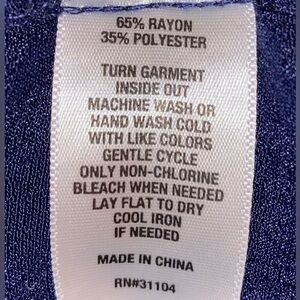 65% RAYON
35% POLYESTER
TURN GARMENT
INSIDE OUT
MACHINE WASH OR
HAND WASH COLD
WITH LIKE COLORS
GENTLE CYCLE
ONLY NON-CHLORINE
BLEACH WHEN NEEDED
LAY FLAT TO DRY
COOL IRON
IF NEEDED
MADE IN CHINA
RN#31104